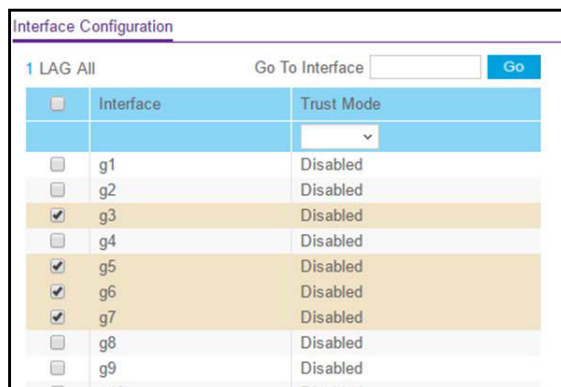 Interface Configuration
1 LAG All Go To Interface Go
Interface Trust Mode
g1 Disabled
g2 Disabled
g3 Disabled
g4 Disabled
g5 Disabled
g6 Disabled
g7 Disabled
g8 Disabled
g9 Disabled